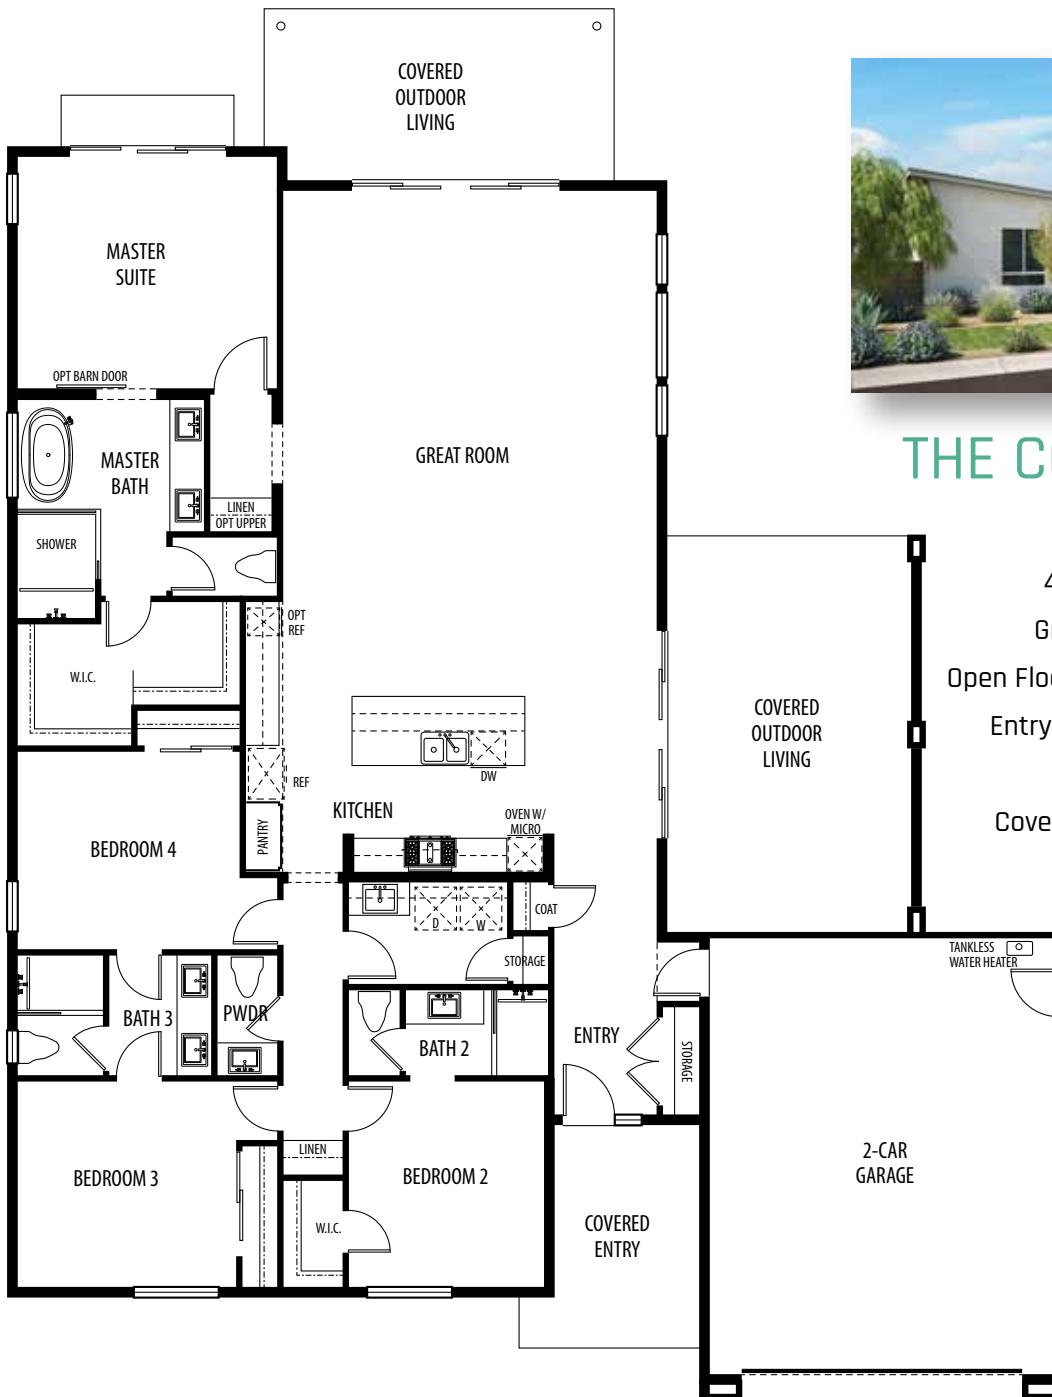 COVERED
OUTDOOR
LIVING
MASTER
SUITE
OPT BARN DOOR
MASTER
BATH
GREAT ROOM
LINEN
OPT UPPER
SHOWER
OPT
REF
W.I.C.
THE C
G
Open Floo
Entry
Cove
COVERED
OUTDOOR
LIVING
DW
REF
KITCHEN
OVEN W/
MICRO
PANTRY
BEDROOM 4
COAT
D
W
STORAGE
TANKLESS
WATER HEATER
BATH 3
PWDR
BATH 2
ENTRY
STORAGE
LINEN
BEDROOM 3
BEDROOM 2
W.I.C.
COVERED
ENTRY
2-CAR
GARAGE